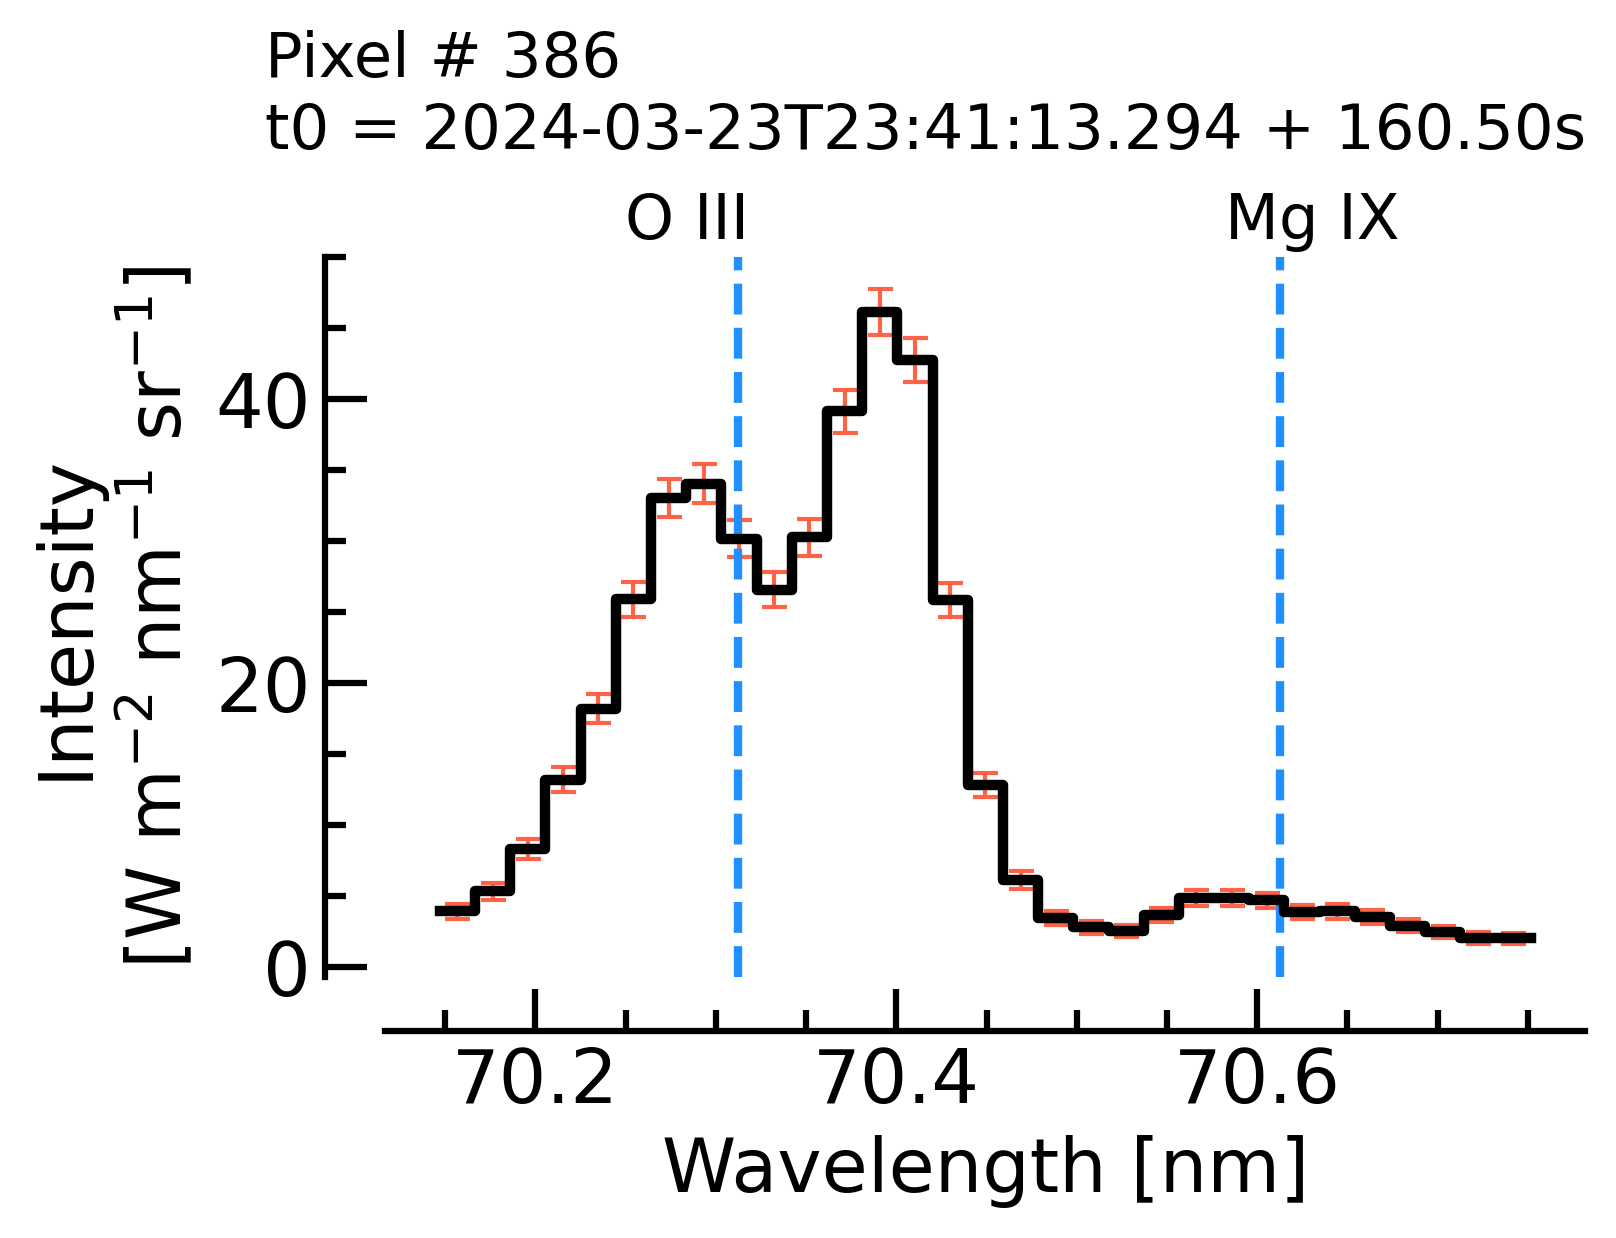 Pixel # 386
t0 = 2024-03-23T23:41:13.294 + 160.50s
O III Mg IX
Intensity
[W m⁻² nm⁻¹ sr⁻¹]
40
20
0
70.2 70.4 70.6
Wavelength [nm]